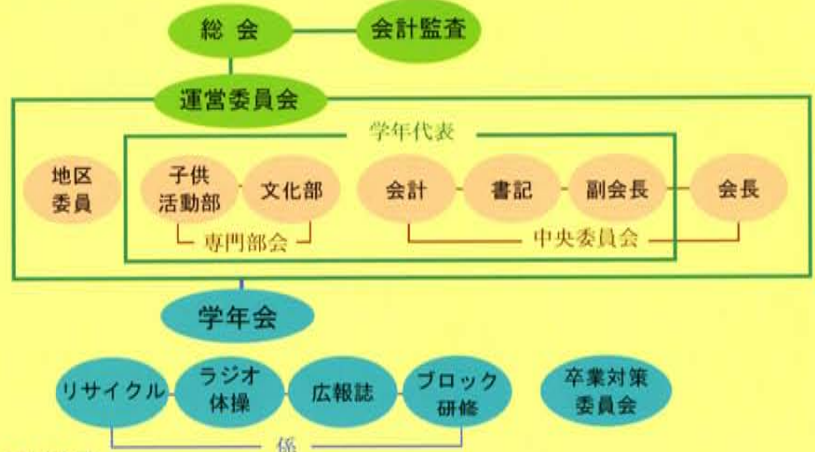 総会
会計監査
運営委員会
学年代表
地区
委員
子供
活動部
文化部
会計
書記
副会長
会長
専門部会
中央委員会
学年会
リサイクル
ラジオ
体操
広報誌
ブロック
研修
卒業対策
委員会
係